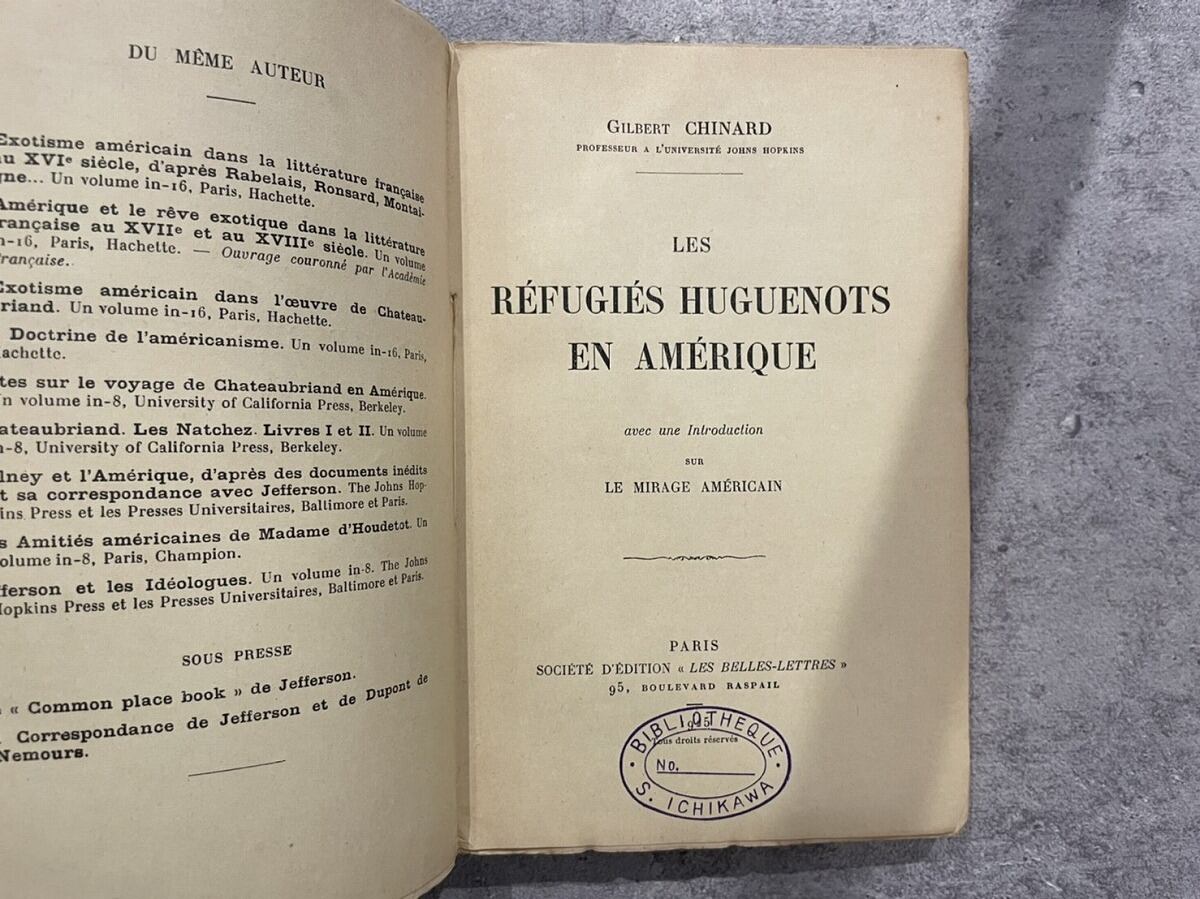 DU MÊME AUTEUR
Exotisme américain dans la littérature française
au XVIe siècle, d'après Rabelais, Ronsard, Montai-
gne... Un volume in-16, Paris, Hachette.
Amérique et le rêve exotique dans la littérature
française au XVIIe et au XVIIIe siècle. Un volume
n-16, Paris, Hachette. — Ouvrage couronné par l'Académie
française.
Exotisme américain dans l'œuvre de Chateau-
riand. Un volume in-16, Paris, Hachette.
Doctrine de l'américanisme. Un volume in-16, Paris,
achette.
tes sur le voyage de Chateaubriand en Amérique.
n volume in-8, University of California Press, Berkeley.
ateaubriand. Les Natchez. Livres I et II. Un volume
n-8, University of California Press, Berkeley.
lney et l'Amérique, d'après des documents inédits
t sa correspondance avec Jefferson. The Johns Hop-
ins Press et les Presses Universitaires, Baltimore et Paris.
s Amitiés américaines de Madame d'Houdetot. Un
olume in-8, Paris, Champion.
fferson et les Idéologues. Un volume in-8. The Johns
Hopkins Press et les Presses Universitaires, Baltimore et Paris.
SOUS PRESSE
« Common place book » de Jefferson.
Correspondance de Jefferson et de Dupont de
Nemours.
GILBERT CHINARD
PROFESSEUR A L'UNIVERSITÉ JOHNS HOPKINS
LES
RÉFUGIÉS HUGUENOTS
EN AMÉRIQUE
avec une Introduction
SUR
LE MIRAGE AMÉRICAIN
PARIS
SOCIÉTÉ D'ÉDITION « LES BELLES-LETTRES »
95, BOULEVARD RASPAIL
BIBLIOTHEQUE
Tous droits réservés
No.
S. ICHIKAWA